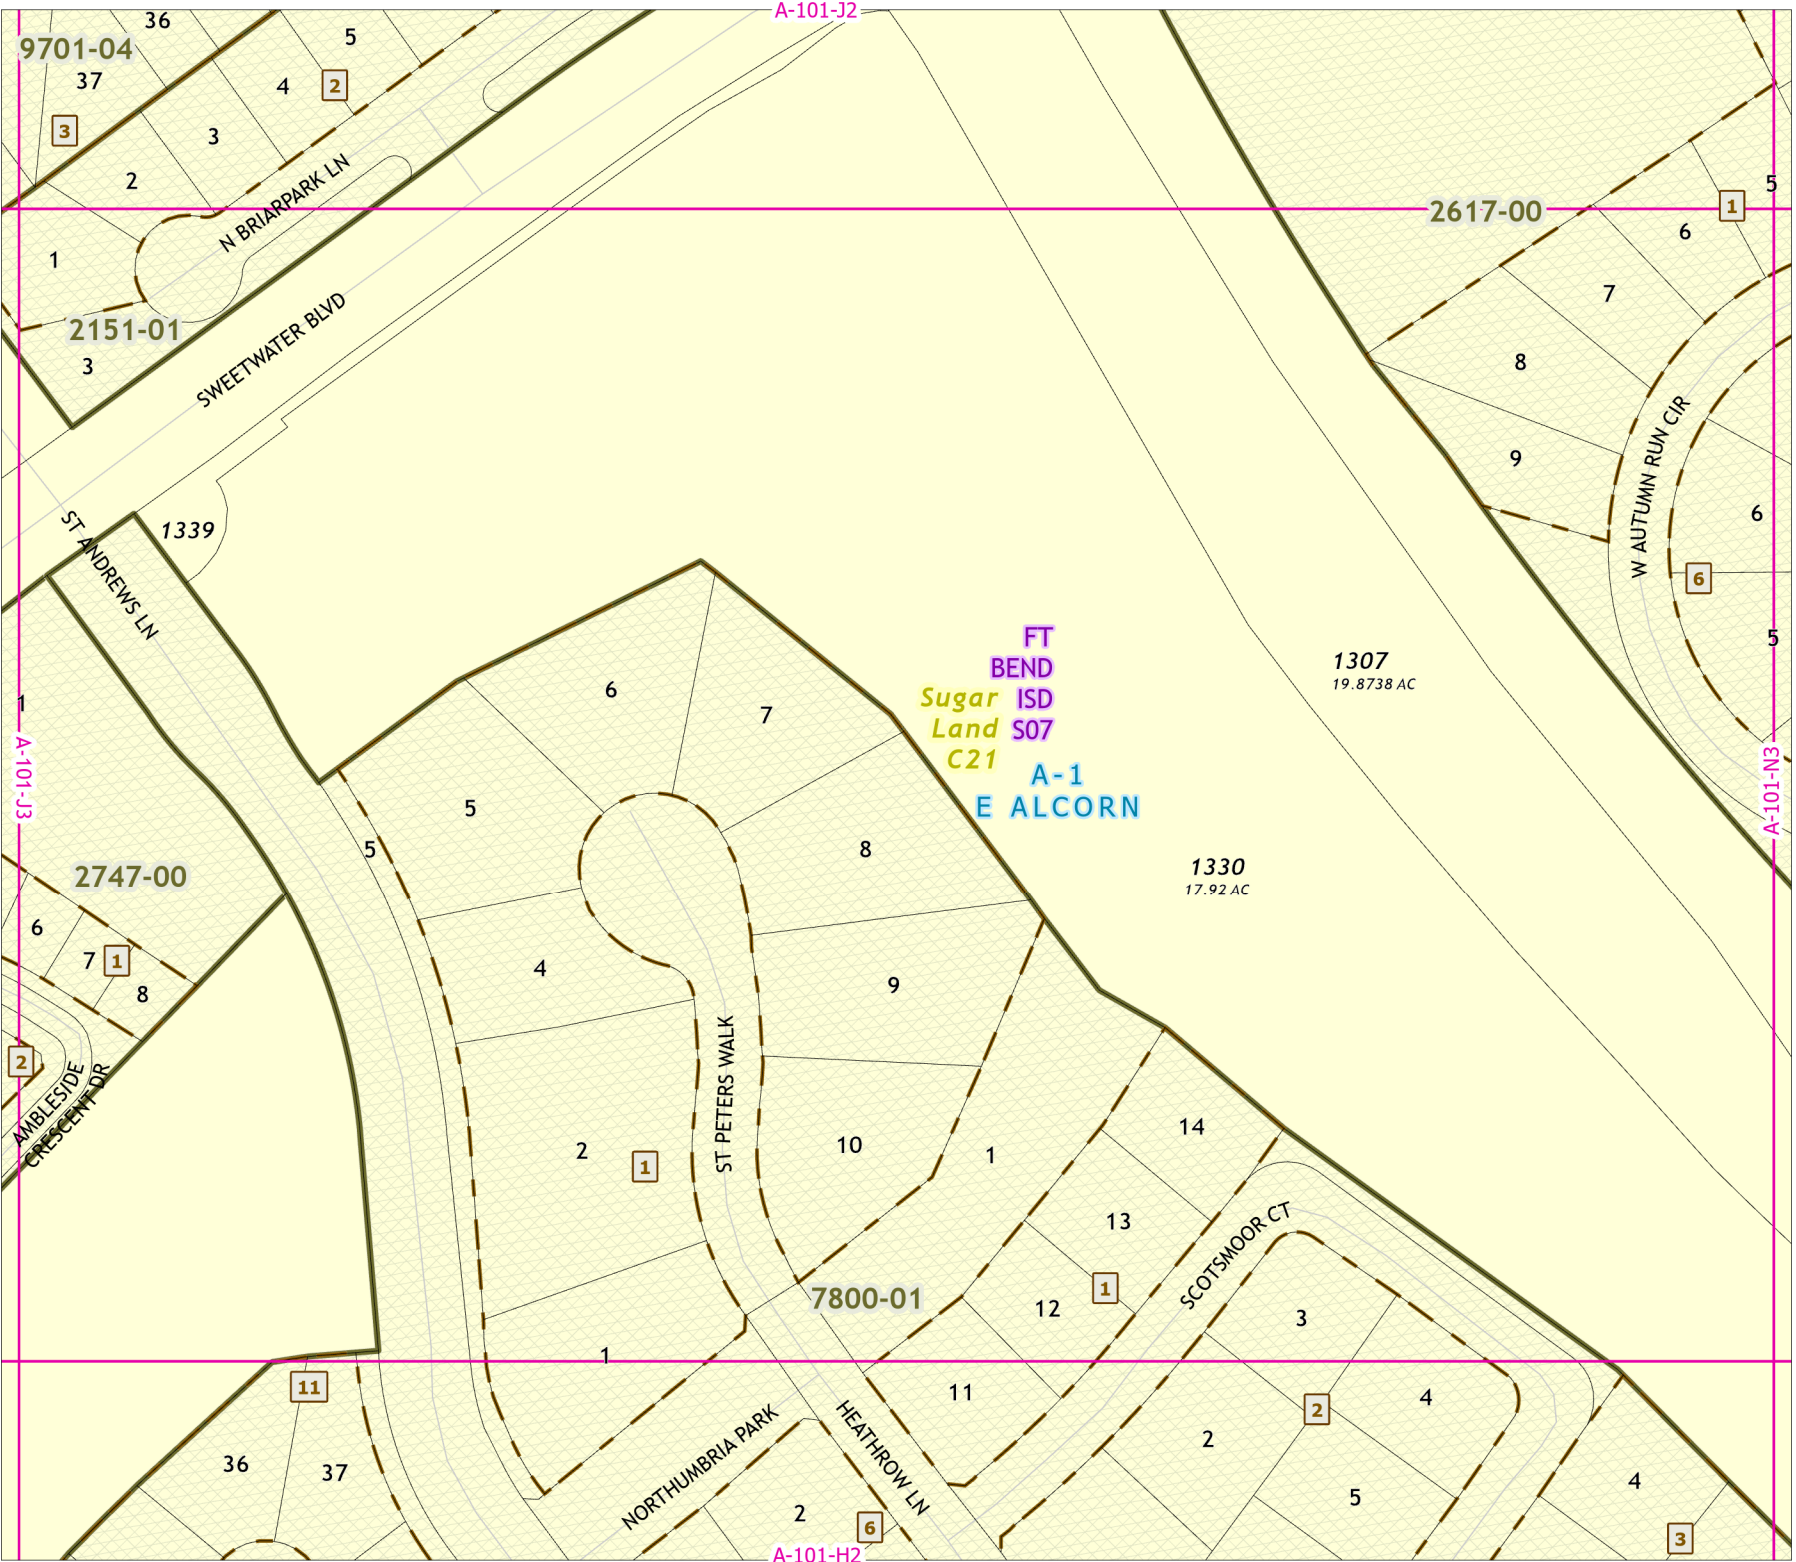 A-101-J2
36
5
9701-04
37
4
2
3
3
2
5
N BRIARPARK LN
2617-00
1
6
1
7
2151-01
SWEETWATER BLVD
3
8
W AUTUMN RUN CIR
9
6
1339
ST ANDREWS LN
6
FT
BEND
ISD
S07
Sugar
Land
C21
5
1307
19.8738 AC
6
7
1
A-101-J3
A-101-N3
A-1
E ALCORN
5
5
8
1330
17.92 AC
2747-00
6
7
1
8
4
9
2
AMBLESIDE
CRESCENT DR
ST PETERS WALK
2
1
10
1
14
13
SCOTSMOOR CT
7800-01
1
12
3
1
11
11
2
4
HEATHROW LN
NORTHUMBRIA PARK
2
36
37
5
4
2
6
3
A-101-H2